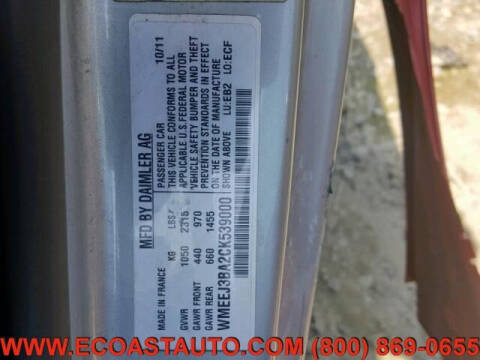 MFD BY DAIMLER AG
PASSENGER CAR 10/11
THIS VEHICLE CONFORMS TO ALL
APPLICABLE U.S. FEDERAL MOTOR
VEHICLE SAFETY BUMPER AND THEFT
PREVENTION STANDARDS IN EFFECT
ON THE DATE OF MANUFACTURE
SHOWN ABOVE LU:EB2 LO:ECF
MADE IN FRANCE KG LBS
GVWR 1050 2315
GAWR FRONT 440 970
GAWR REAR 660 1455
WMEEJ3BA2CK539000
WWW.ECOASTAUTO.COM (800) 869-0655